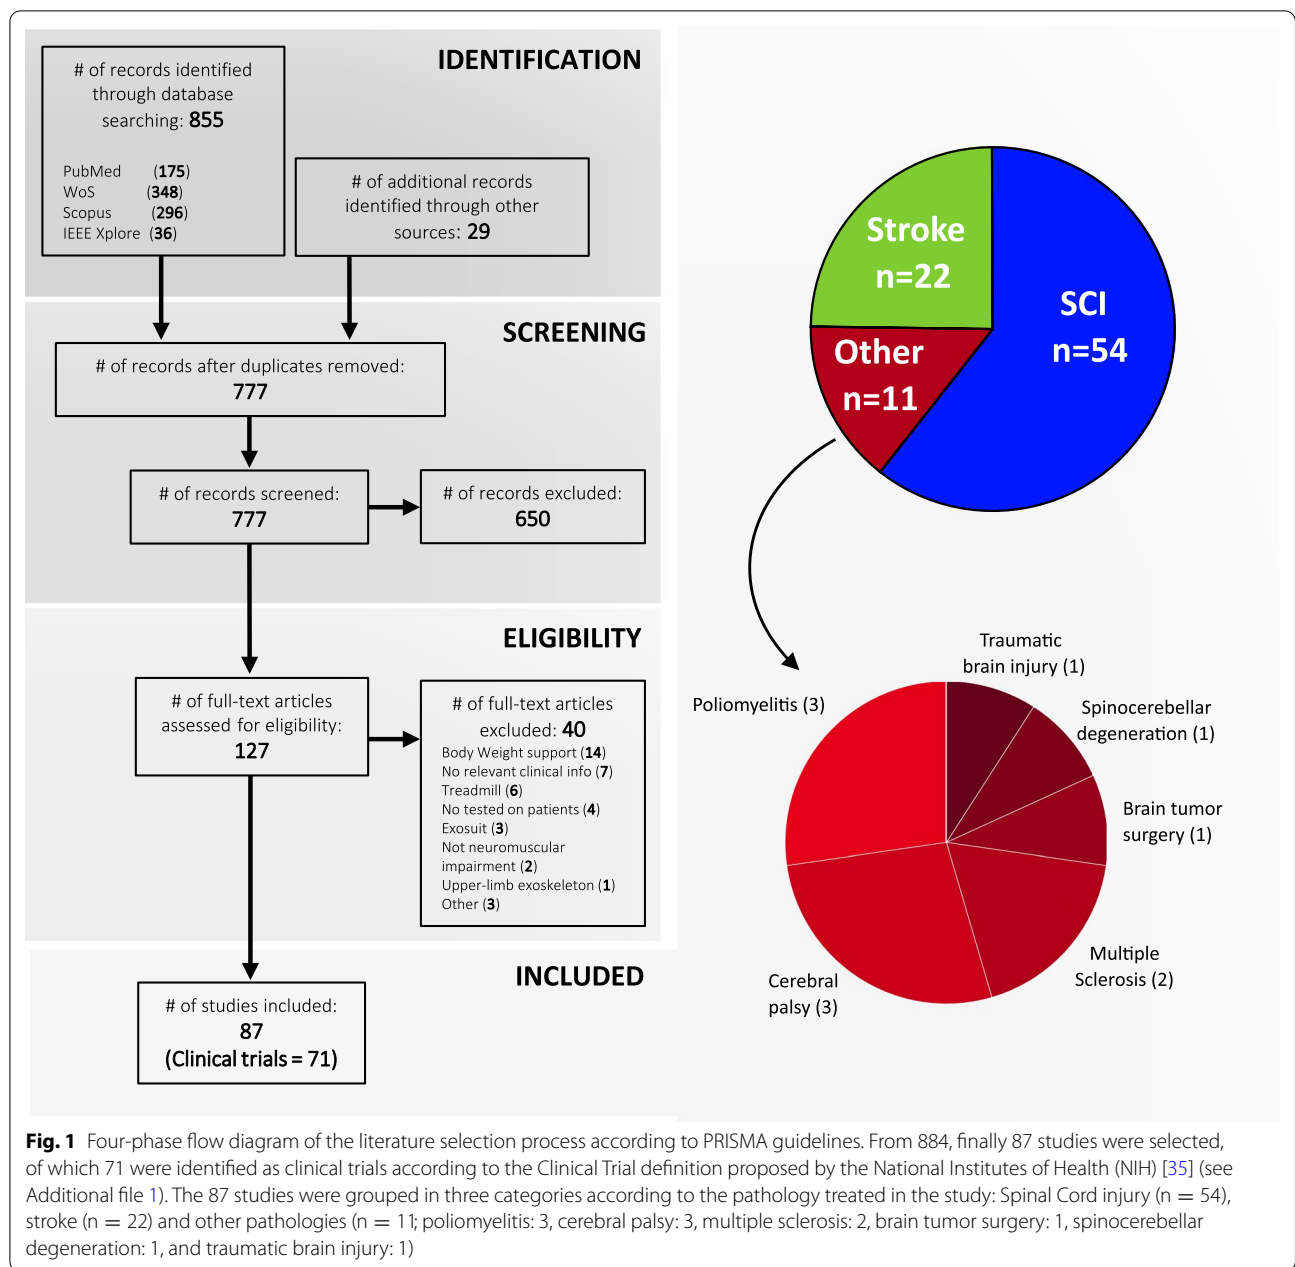 IDENTIFICATION
# of records identified
through database
searching: 855
PubMed (175)
WoS (348)
Scopus (296)
IEEE Xplore (36)
# of additional records
identified through other
sources: 29
SCREENING
# of records after duplicates removed:
777
# of records screened:
777
# of records excluded:
650
ELIGIBILITY
# of full-text articles
assessed for eligibility:
127
# of full-text articles
excluded: 40
Body Weight support (14)
No relevant clinical info (7)
Treadmill (6)
No tested on patients (4)
Exosuit (3)
Not neuromuscular
impairment (2)
Upper-limb exoskeleton (1)
Other (3)
INCLUDED
# of studies included:
87
(Clinical trials = 71)
Stroke
n=22
SCI
n=54
Other
n=11
Traumatic
brain injury (1)
Poliomyelitis (3)
Spinocerebellar
degeneration (1)
Brain tumor
surgery (1)
Multiple
Sclerosis (2)
Cerebral
palsy (3)
Fig. 1 Four-phase flow diagram of the literature selection process according to PRISMA guidelines. From 884, finally 87 studies were selected,
of which 71 were identified as clinical trials according to the Clinical Trial definition proposed by the National Institutes of Health (NIH) [35] (see
Additional file 1). The 87 studies were grouped in three categories according to the pathology treated in the study: Spinal Cord injury (n = 54),
stroke (n = 22) and other pathologies (n = 11; poliomyelitis: 3, cerebral palsy: 3, multiple sclerosis: 2, brain tumor surgery: 1, spinocerebellar
degeneration: 1, and traumatic brain injury: 1)